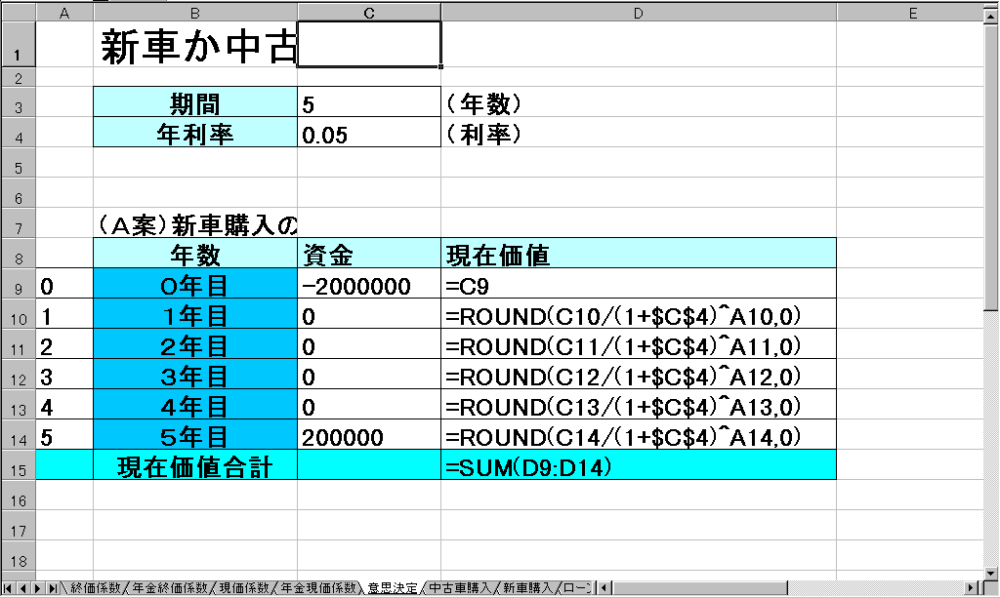 A B C D E
1 新車か中古
2
3 期間 5 (年数)
4 年利率 0.05 (利率)
5
6
7 (A案)新車購入の
8 年数 資金 現在価値
9 0 0年目 -2000000 =C9
10 1 1年目 0 =ROUND(C10/(1+$C$4)^A10,0)
11 2 2年目 0 =ROUND(C11/(1+$C$4)^A11,0)
12 3 3年目 0 =ROUND(C12/(1+$C$4)^A12,0)
13 4 4年目 0 =ROUND(C13/(1+$C$4)^A13,0)
14 5 5年目 200000 =ROUND(C14/(1+$C$4)^A14,0)
15 現在価値合計 =SUM(D9:D14)
16
17
18
終価係数 年金終価係数 現価係数 年金現価係数 意思決定 中古車購入 新車購入 ロー